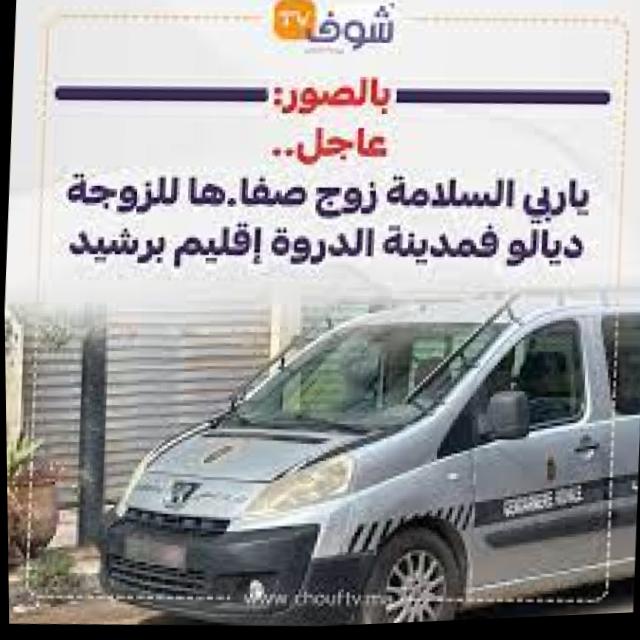 شوف TV
بالصور:
عاجل..
ياربي السلامة زوج صفا.ها للزوجة
ديالو فمدينة الدروة إقليم برشيد
GENDARMERIE ROYALE
www.chouftv.ma